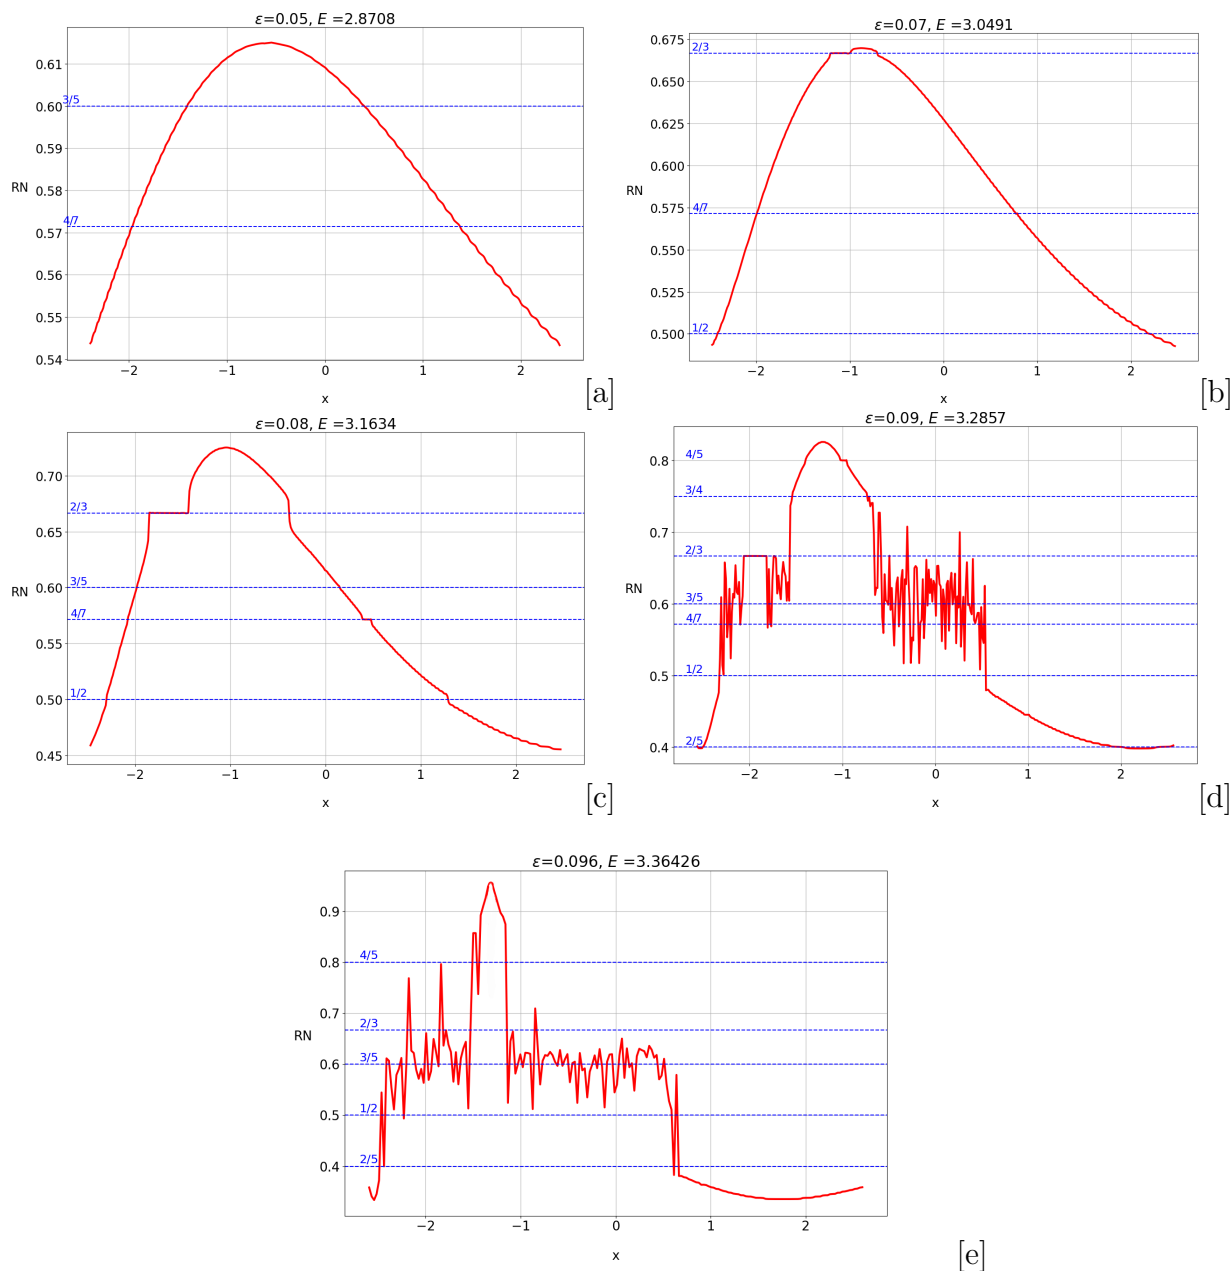 ε=0.05, E =2.8708
0.61
3/5
0.60
0.59
RN 0.58
4/7
0.57
0.56
0.55
0.54
−2 −1 0 1 2
x
[a]
ε=0.07, E =3.0491
0.675
2/3
0.650
0.625
0.600
RN
4/7
0.575
0.550
0.525
1/2
0.500
−2 −1 0 1 2
x
[b]
ε=0.08, E =3.1634
0.70
2/3
0.65
3/5
RN 0.60
4/7
0.55
1/2
0.50
0.45
−2 −1 0 1 2
x
[c]
ε=0.09, E =3.2857
4/5
0.8
3/4
0.7
2/3
RN
3/5
0.6
4/7
1/2
0.5
2/5
0.4
−2 −1 0 1 2
x
[d]
ε=0.096, E =3.36426
0.9
4/5
0.8
0.7
2/3
RN
3/5
0.6
1/2
0.5
2/5
0.4
−2 −1 0 1 2
x
[e]